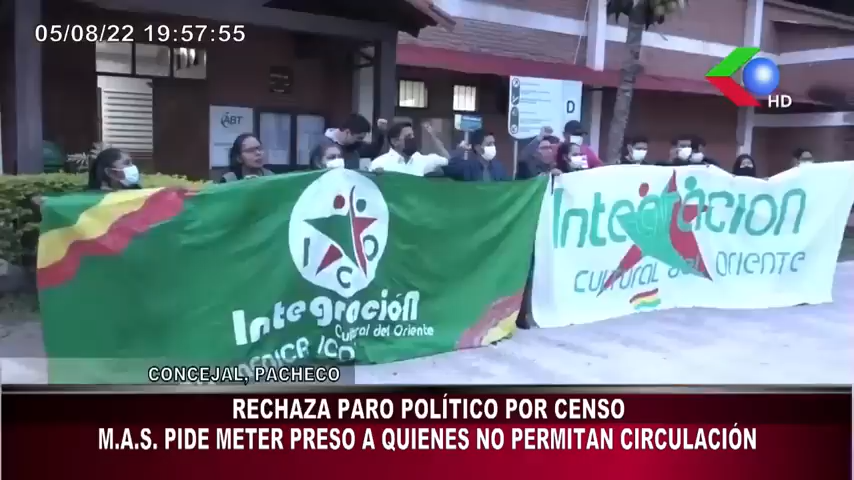 05/08/22 19:57:55
HD
ABT
D
I C O
Integración
Cultural del Oriente
Integración
Cultural del Oriente
CONCEJAL, PACHECO
RECHAZA PARO POLÍTICO POR CENSO
M.A.S. PIDE METER PRESO A QUIENES NO PERMITAN CIRCULACIÓN